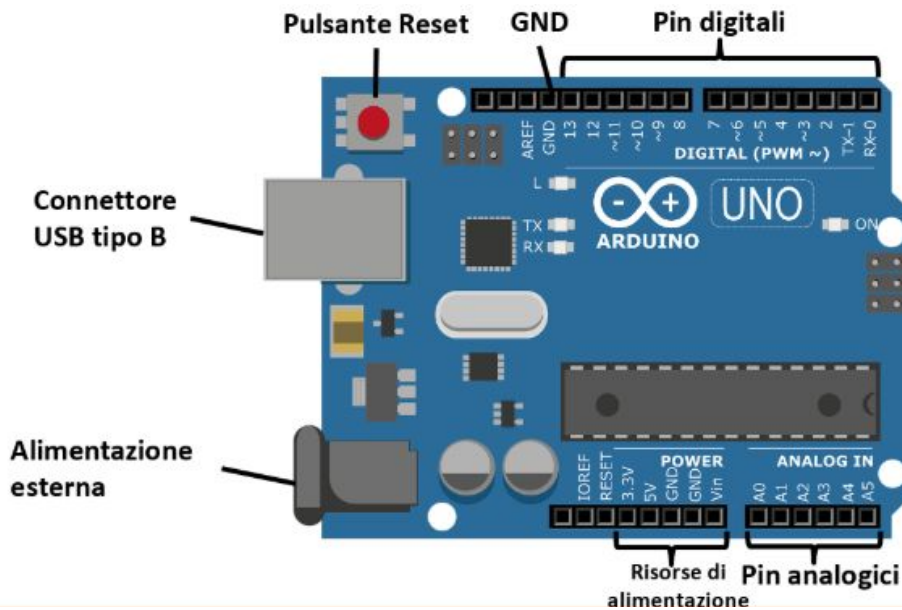 Pulsante Reset
GND
Pin digitali
AREF
GND
13
12
~11
~10
~9
8
7
~6
~5
4
~3
2
TX-1
RX-0
DIGITAL (PWM ~)
L
TX
RX
ARDUINO
UNO
ON
Connettore
USB tipo B
Alimentazione
esterna
POWER
ANALOG IN
IOREF
RESET
3.3V
5V
GND
GND
Vin
A0
A1
A2
A3
A4
A5
Risorse di
alimentazione
Pin analogici